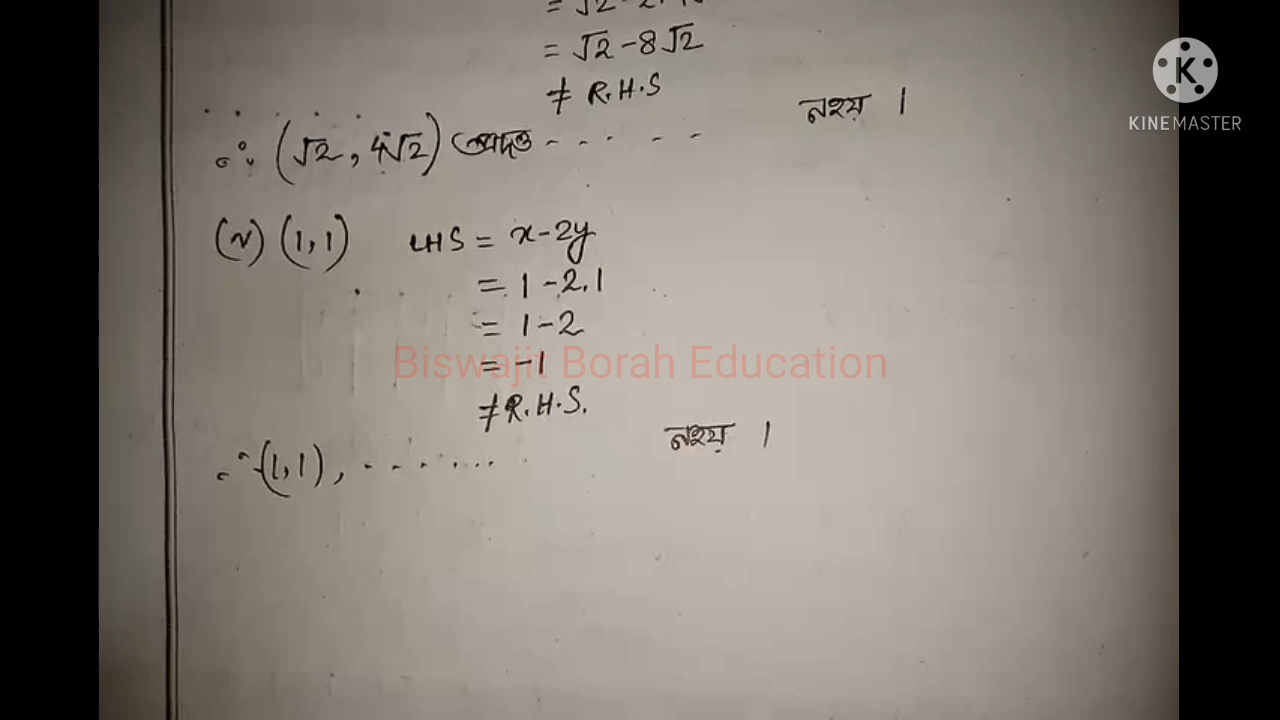 = √2 - 8√2
≠ R.H.S
∴ (√2, 4√2) প্ৰদত্ত - - - - - নহয় ।
(v) (1,1) LHS = x-2y
= 1-2.1
= 1-2
= -1
≠ R.H.S.
∴ (1,1), - - - - - - নহয় ।
Biswajit Borah Education
K
KINEMASTER